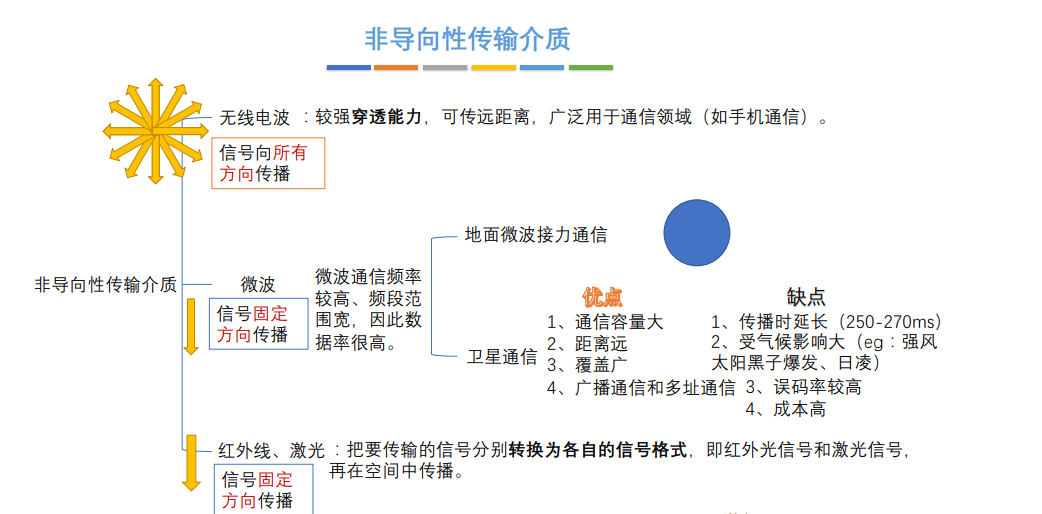 非导向性传输介质
无线电波 ：较强穿透能力，可传远距离，广泛用于通信领域（如手机通信）。
信号向所有
方向传播
地面微波接力通信
非导向性传输介质
微波
信号固定
方向传播
微波通信频率
较高、频段范
围宽，因此数
据率很高。
卫星通信
优点
1、通信容量大
2、距离远
3、覆盖广
4、广播通信和多址通信
缺点
1、传播时延长（250-270ms）
2、受气候影响大（eg：强风
太阳黑子爆发、日凌）
3、误码率较高
4、成本高
红外线、激光 ：把要传输的信号分别转换为各自的信号格式，即红外光信号和激光信号，
再在空间中传播。
信号固定
方向传播